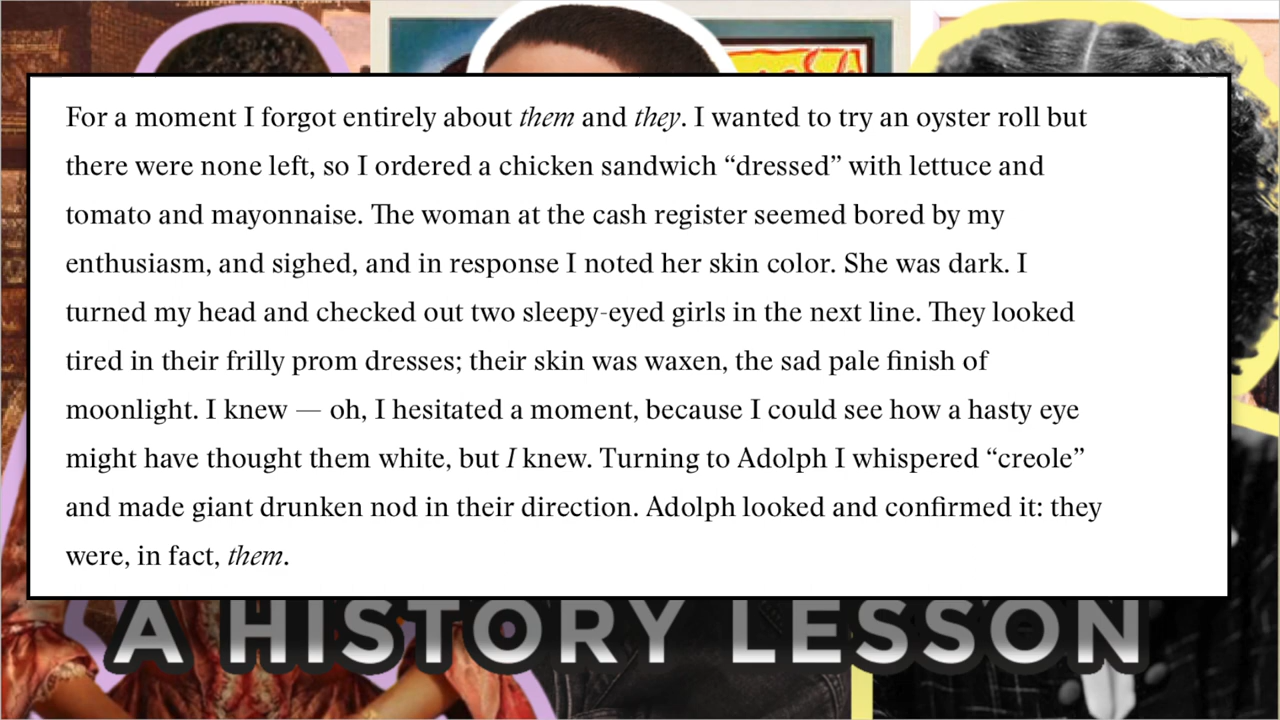 For a moment I forgot entirely about them and they. I wanted to try an oyster roll but
there were none left, so I ordered a chicken sandwich “dressed” with lettuce and
tomato and mayonnaise. The woman at the cash register seemed bored by my
enthusiasm, and sighed, and in response I noted her skin color. She was dark. I
turned my head and checked out two sleepy-eyed girls in the next line. They looked
tired in their frilly prom dresses; their skin was waxen, the sad pale finish of
moonlight. I knew — oh, I hesitated a moment, because I could see how a hasty eye
might have thought them white, but I knew. Turning to Adolph I whispered “creole”
and made giant drunken nod in their direction. Adolph looked and confirmed it: they
were, in fact, them.
A HISTORY LESSON